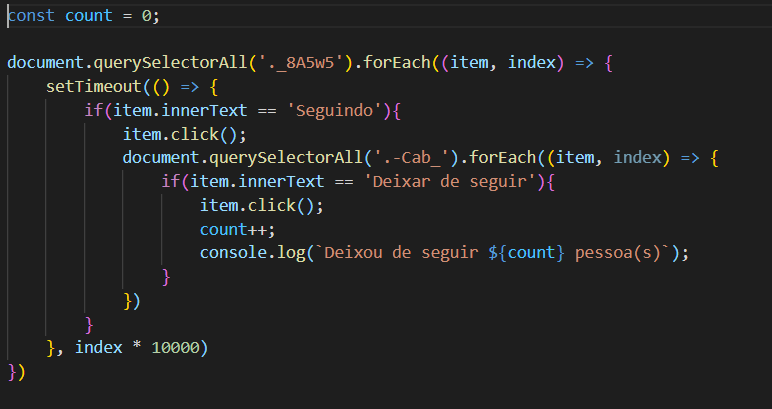 const count = 0;
document.querySelectorAll('._8A5w5').forEach((item, index) => {
setTimeout(() => {
if(item.innerText == 'Seguindo'){
item.click();
document.querySelectorAll('.-Cab_').forEach((item, index) => {
if(item.innerText == 'Deixar de seguir'){
item.click();
count++;
console.log(`Deixou de seguir ${count} pessoa(s)`);
}
})
}
}, index * 10000)
})